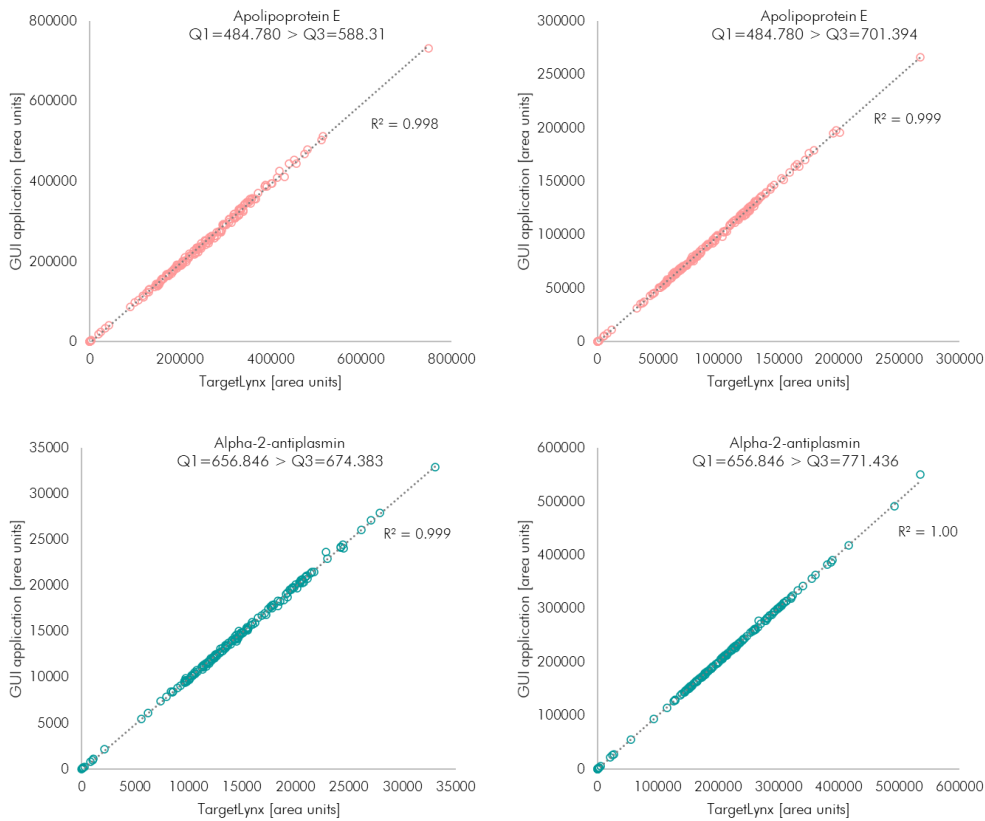 Apolipoprotein E
Q1=484.780 > Q3=588.31
800000
600000
400000
200000
0
GUI application [area units]
R² = 0.998
0 200000 400000 600000 800000
TargetLynx [area units]
Apolipoprotein E
Q1=484.780 > Q3=701.394
300000
250000
200000
150000
100000
50000
0
GUI application [area units]
R² = 0.999
0 50000 100000 150000 200000 250000 300000
TargetLynx [area units]
Alpha-2-antiplasmin
Q1=656.846 > Q3=674.383
35000
30000
25000
20000
15000
10000
5000
0
GUI application [area units]
R² = 0.999
0 5000 10000 15000 20000 25000 30000 35000
TargetLynx [area units]
Alpha-2-antiplasmin
Q1=656.846 > Q3=771.436
600000
500000
400000
300000
200000
100000
0
GUI application [area units]
R² = 1.00
0 100000 200000 300000 400000 500000 600000
TargetLynx [area units]